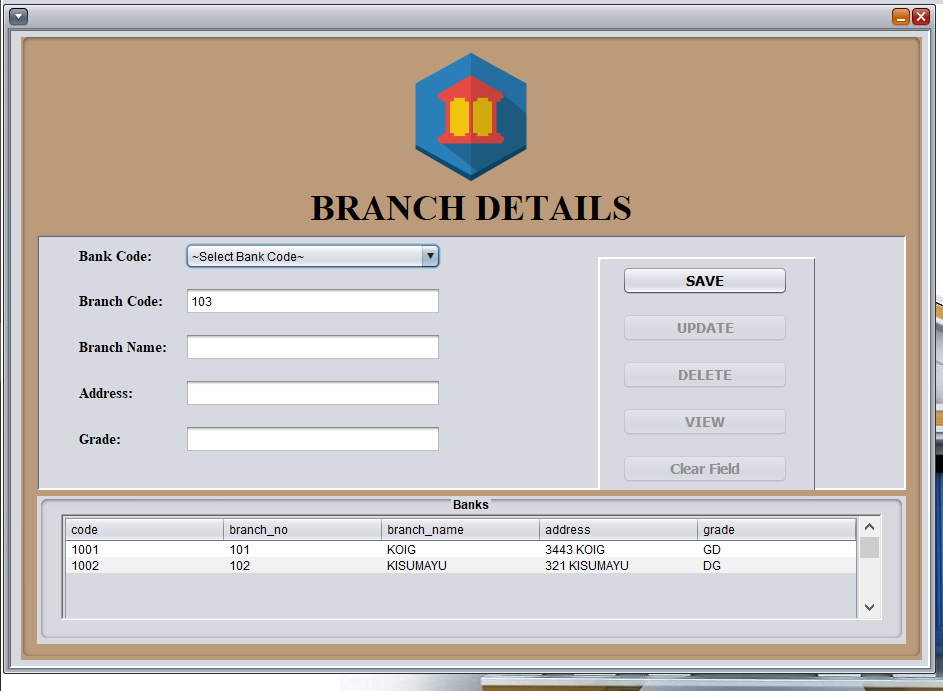 BRANCH DETAILS
Bank Code: ~Select Bank Code~
Branch Code: 103
Branch Name:
Address:
Grade:
SAVE
UPDATE
DELETE
VIEW
Clear Field
Banks
code branch_no branch_name address grade
1001 101 KOIG 3443 KOIG GD
1002 102 KISUMAYU 321 KISUMAYU DG